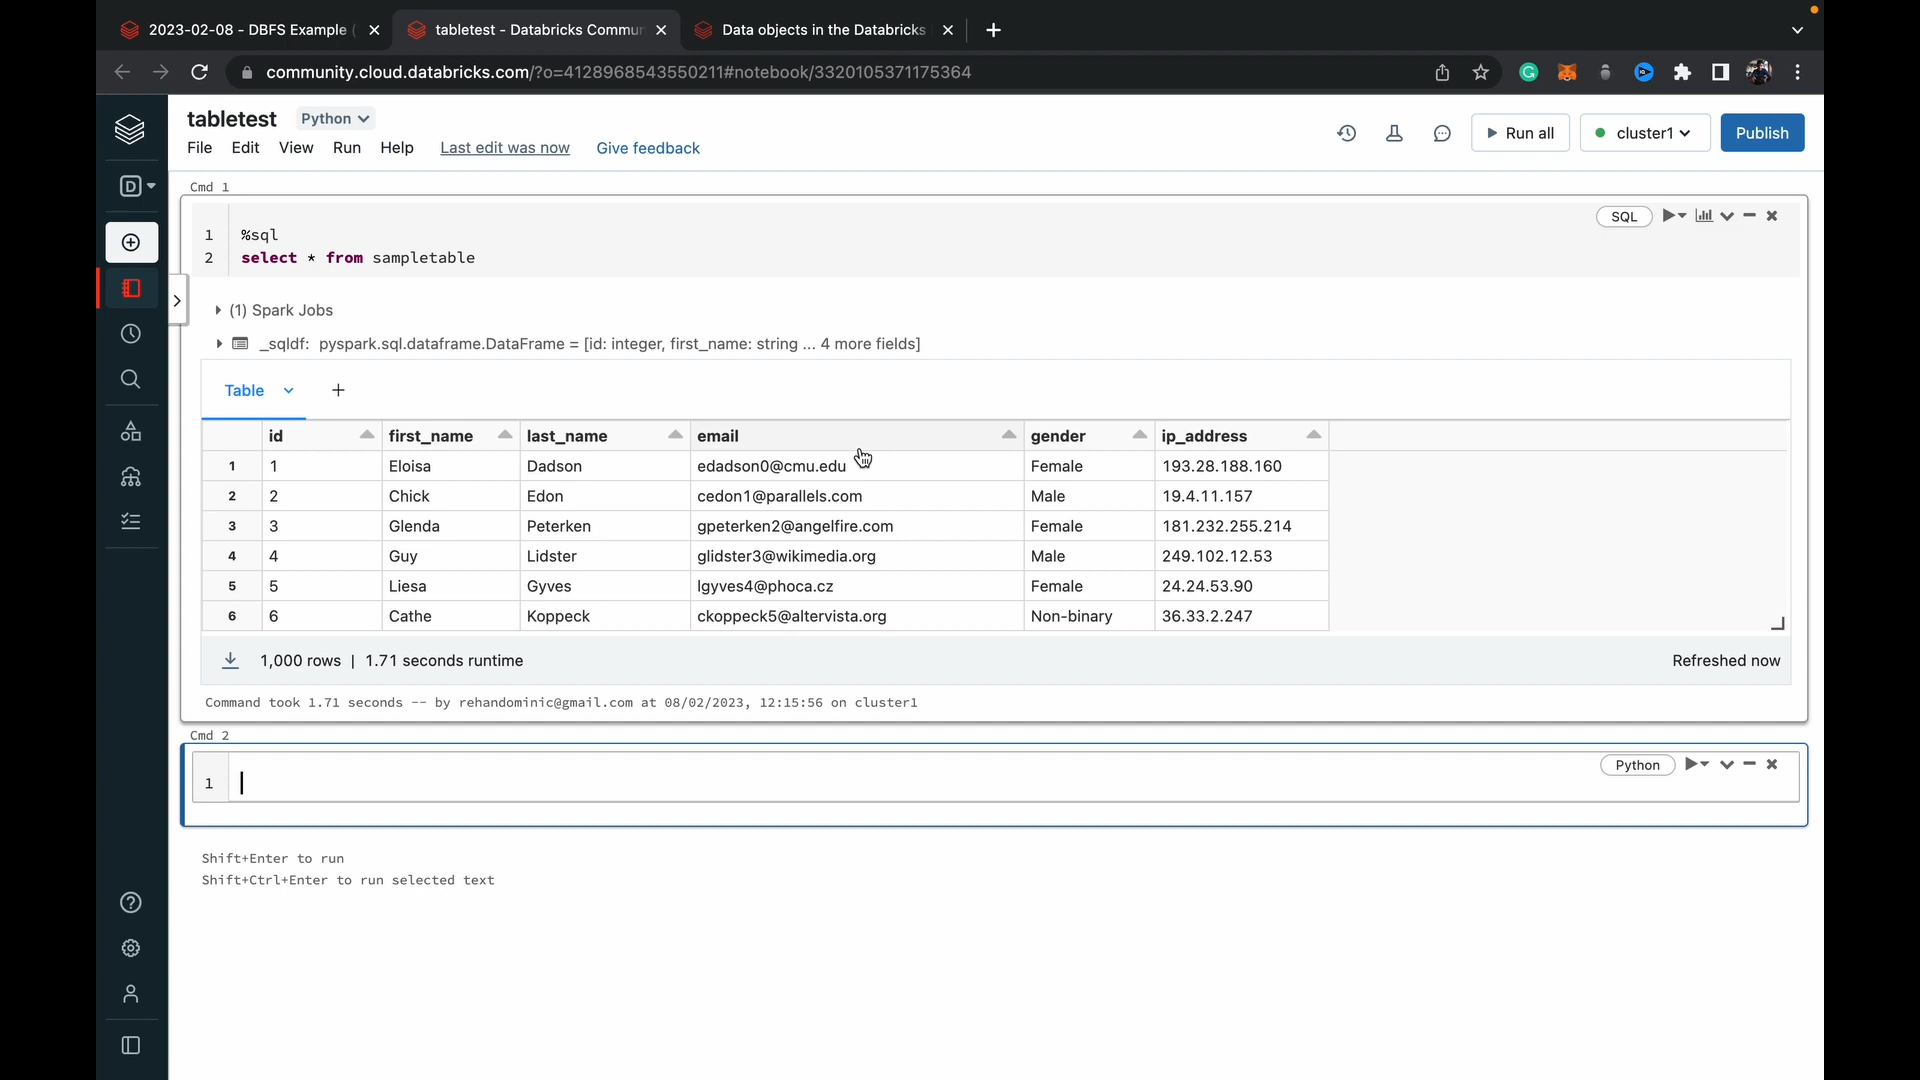 2023-02-08 - DBFS Example (
tabletest - Databricks Commun
Data objects in the Databricks
community.cloud.databricks.com/?o=4128968543550211#notebook/3320105371175364
tabletest Python
File Edit View Run Help Last edit was now Give feedback
Run all cluster1 Publish
D
Cmd 1
SQL
1 %sql
2 select * from sampletable
(1) Spark Jobs
_sqldf: pyspark.sql.dataframe.DataFrame = [id: integer, first_name: string ... 4 more fields]
Table +
id first_name last_name email gender ip_address
1 1 Eloisa Dadson edadson0@cmu.edu Female 193.28.188.160
2 2 Chick Edon cedon1@parallels.com Male 19.4.11.157
3 3 Glenda Peterken gpeterken2@angelfire.com Female 181.232.255.214
4 4 Guy Lidster glidster3@wikimedia.org Male 249.102.12.53
5 5 Liesa Gyves lgyves4@phoca.cz Female 24.24.53.90
6 6 Cathe Koppeck ckoppeck5@altervista.org Non-binary 36.33.2.247
1,000 rows | 1.71 seconds runtime Refreshed now
Command took 1.71 seconds -- by rehandominic@gmail.com at 08/02/2023, 12:15:56 on cluster1
Cmd 2
Python
1
Shift+Enter to run
Shift+Ctrl+Enter to run selected text